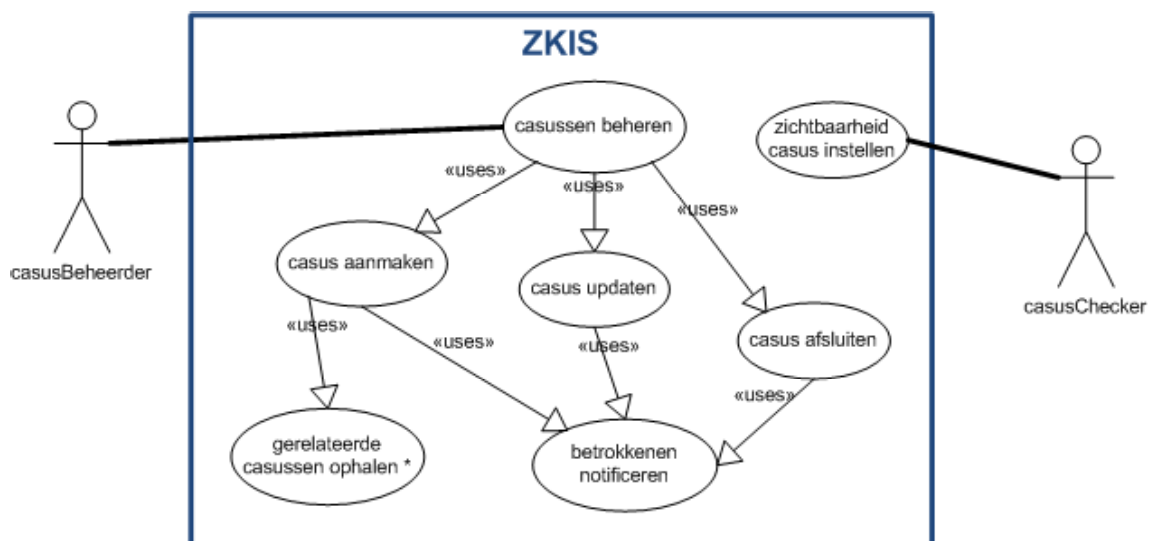 ZKIS
casussen beheren
zichtbaarheid
casus instellen
«uses»
«uses»
«uses»
casusBeheerder
casus aanmaken
casus updaten
casusChecker
«uses»
«uses»
«uses»
casus afsluiten
«uses»
gerelateerde
casussen ophalen *
betrokkenen
notificeren